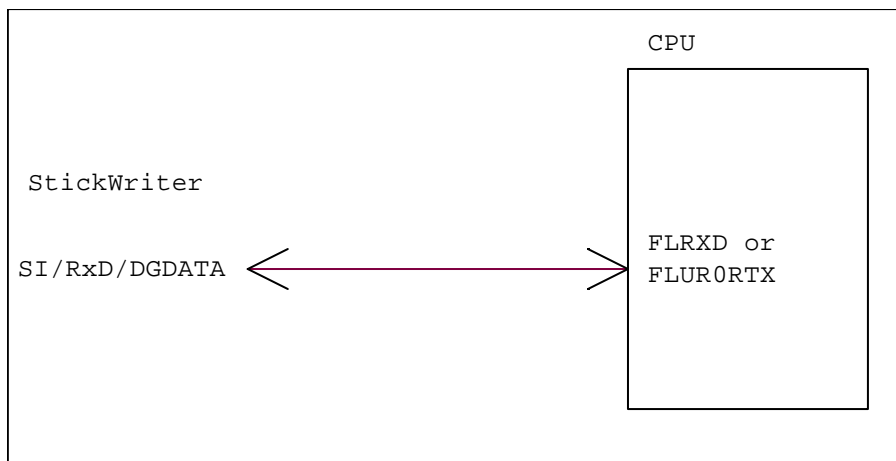 CPU
StickWriter
FLRXD or
SI/RxD/DGDATA
FLUR0RTX